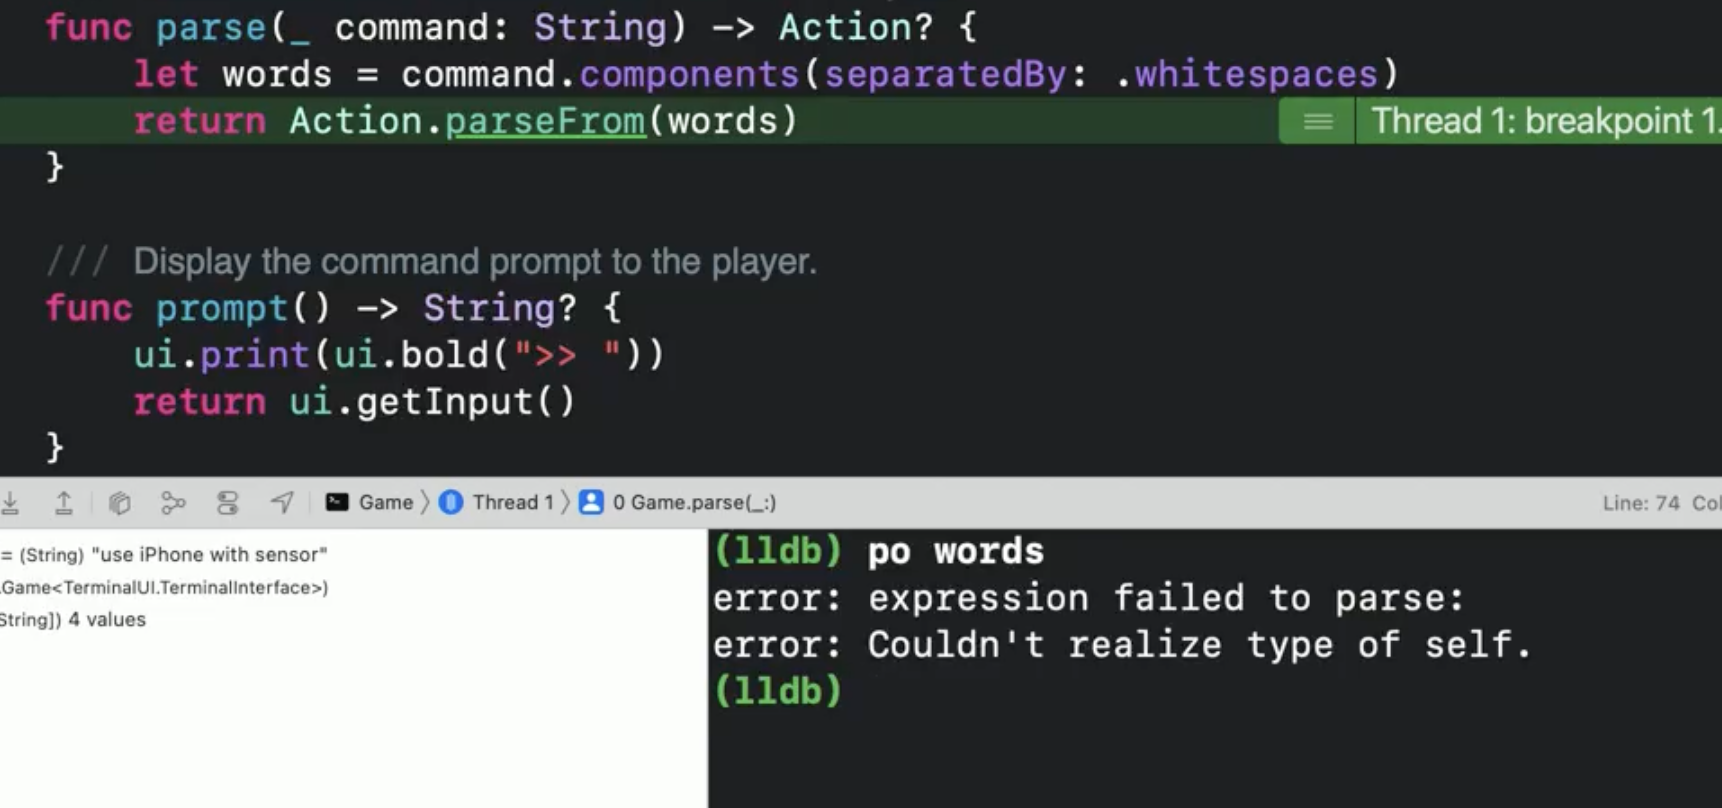 func parse(_ command: String) -> Action? {
let words = command.components(separatedBy: .whitespaces)
return Action.parseFrom(words)
Thread 1: breakpoint 1.
}
/// Display the command prompt to the player.
func prompt() -> String? {
ui.print(ui.bold(">> "))
return ui.getInput()
}
Game 〉 Thread 1 〉 0 Game.parse(_:)
Line: 74 Col
= (String) "use iPhone with sensor"
.Game<TerminalUI.TerminalInterface>)
String]) 4 values
(lldb) po words
error: expression failed to parse:
error: Couldn't realize type of self.
(lldb)